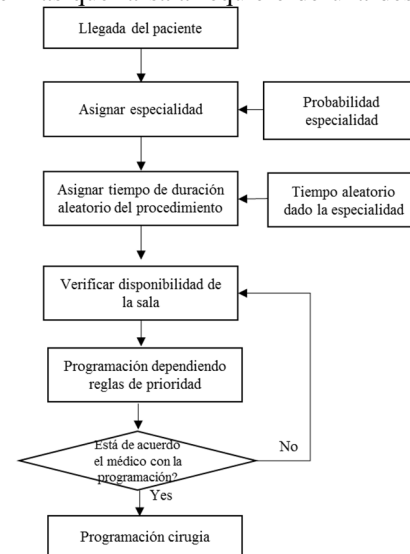 Llegada del paciente
Asignar especialidad
Probabilidad
especialidad
Asignar tiempo de duración
aleatorio del procedimiento
Tiempo aleatorio
dado la especialidad
Verificar disponibilidad de
la sala
Programación dependiendo
reglas de prioridad
Está de acuerdo
el médico con la
programación?
No
Yes
Programación cirugia